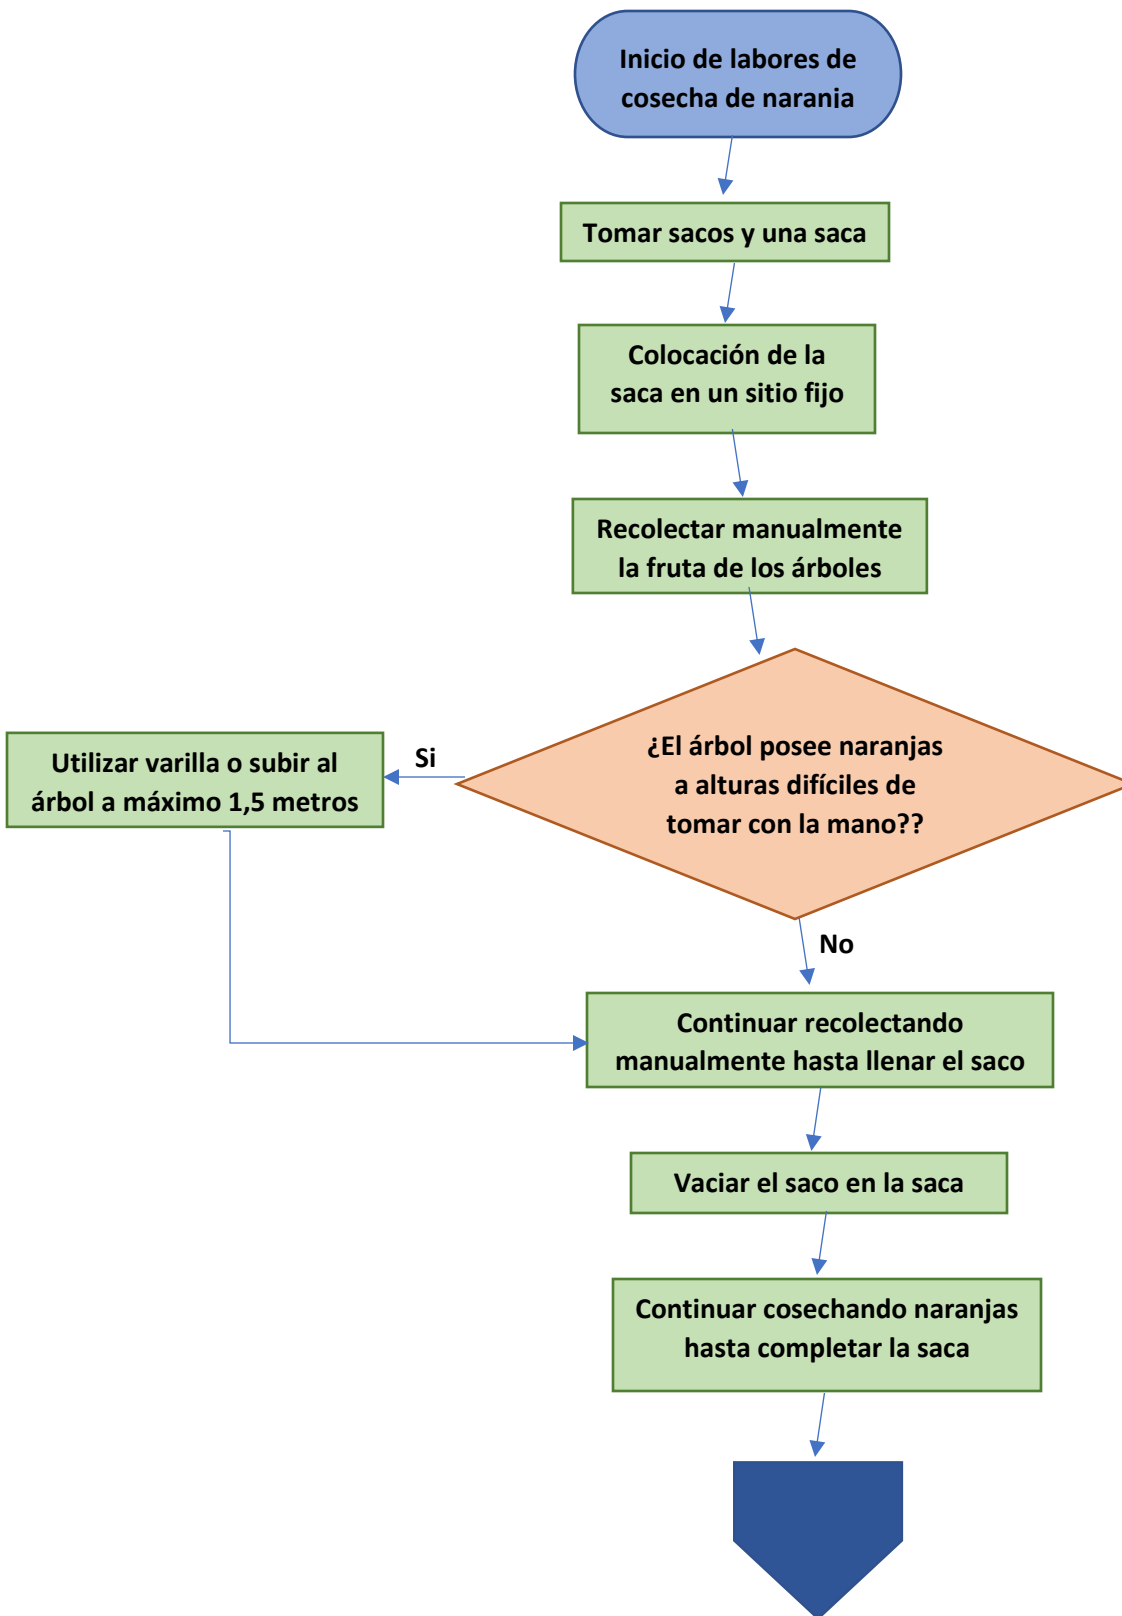 Inicio de labores de
cosecha de naranja
Tomar sacos y una saca
Colocación de la
saca en un sitio fijo
Recolectar manualmente
la fruta de los árboles
¿El árbol posee naranjas
a alturas difíciles de
tomar con la mano??
Si
Utilizar varilla o subir al
árbol a máximo 1,5 metros
No
Continuar recolectando
manualmente hasta llenar el saco
Vaciar el saco en la saca
Continuar cosechando naranjas
hasta completar la saca